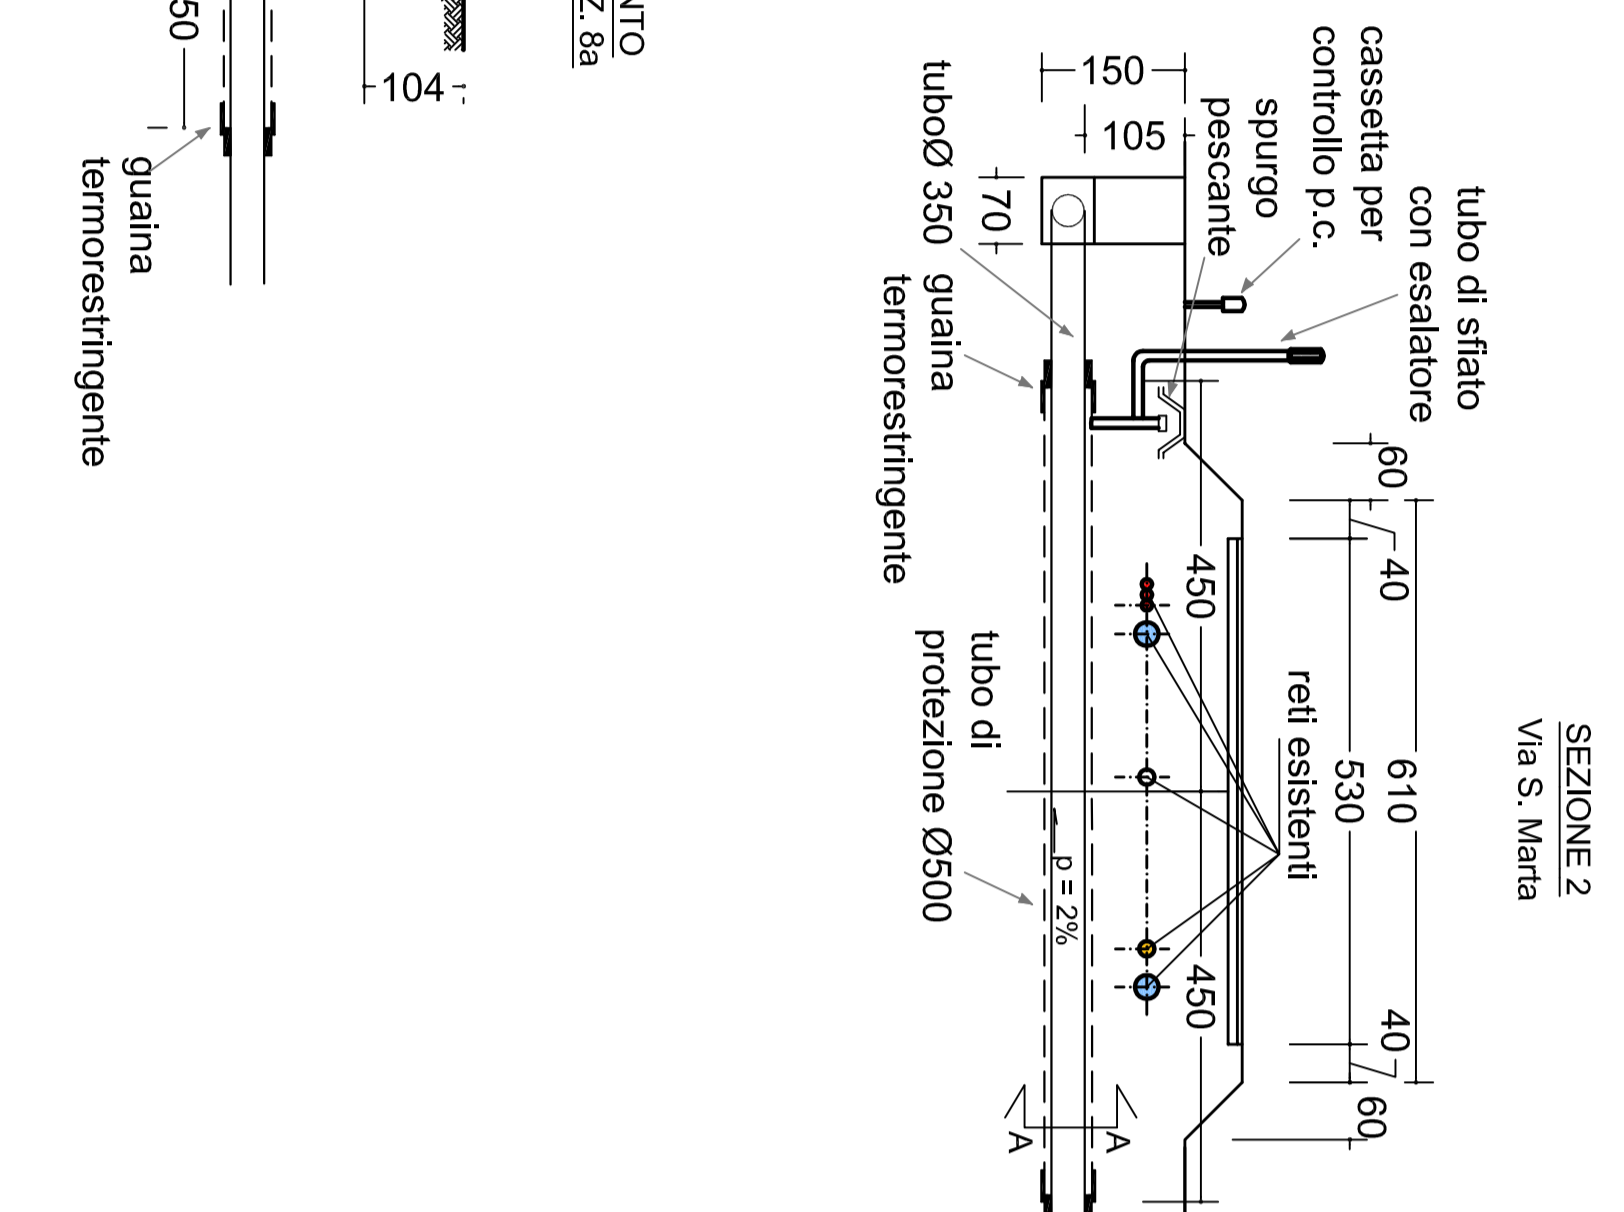 SEZIONE 2
Via S. Marta
610
530
40
40
60
60
tubo di sfiato
con esalatore
cassetta per
controllo p.c.
spurgo
pescante
150
105
70
reti esistenti
450
450
tuboØ 350
guaina
termorestringente
tubo di
protezione Ø500
p = 2%
A
A
NTO
Z. 8a
104
50
guaina
termorestringente